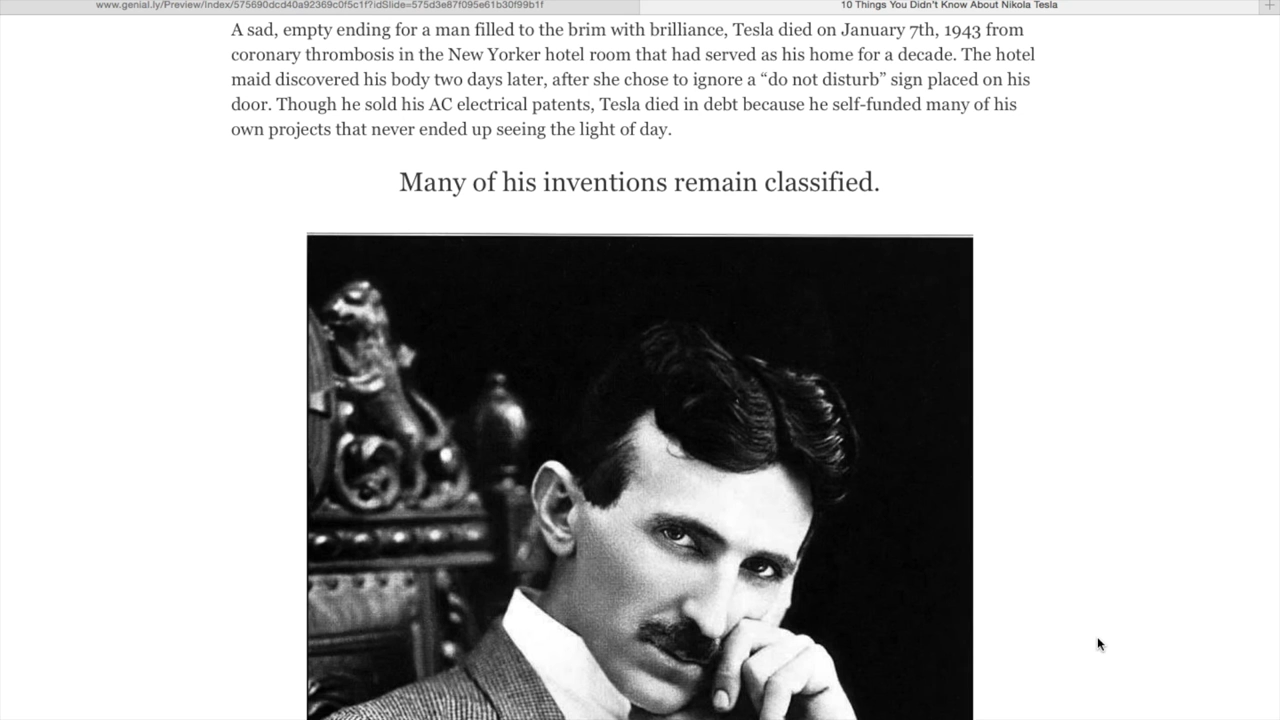 www.genial.ly/Preview/Index/575690dcd40a92369c0f5c1f?idSlide=575d3e87f095e61b30f99b1f
10 Things You Didn't Know About Nikola Tesla
A sad, empty ending for a man filled to the brim with brilliance, Tesla died on January 7th, 1943 from
coronary thrombosis in the New Yorker hotel room that had served as his home for a decade. The hotel
maid discovered his body two days later, after she chose to ignore a “do not disturb” sign placed on his
door. Though he sold his AC electrical patents, Tesla died in debt because he self-funded many of his
own projects that never ended up seeing the light of day.
Many of his inventions remain classified.